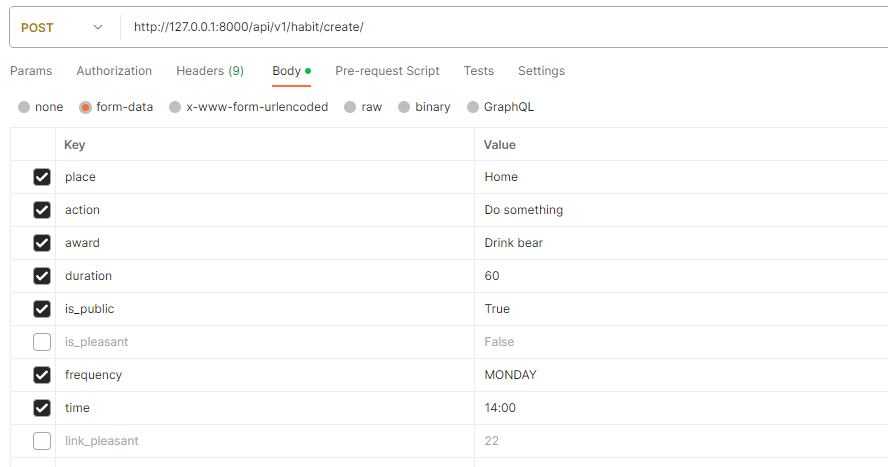 POST http://127.0.0.1:8000/api/v1/habit/create/
Params Authorization Headers (9) Body Pre-request Script Tests Settings
none form-data x-www-form-urlencoded raw binary GraphQL
Key Value
place Home
action Do something
award Drink bear
duration 60
is_public True
is_pleasant False
frequency MONDAY
time 14:00
link_pleasant 22